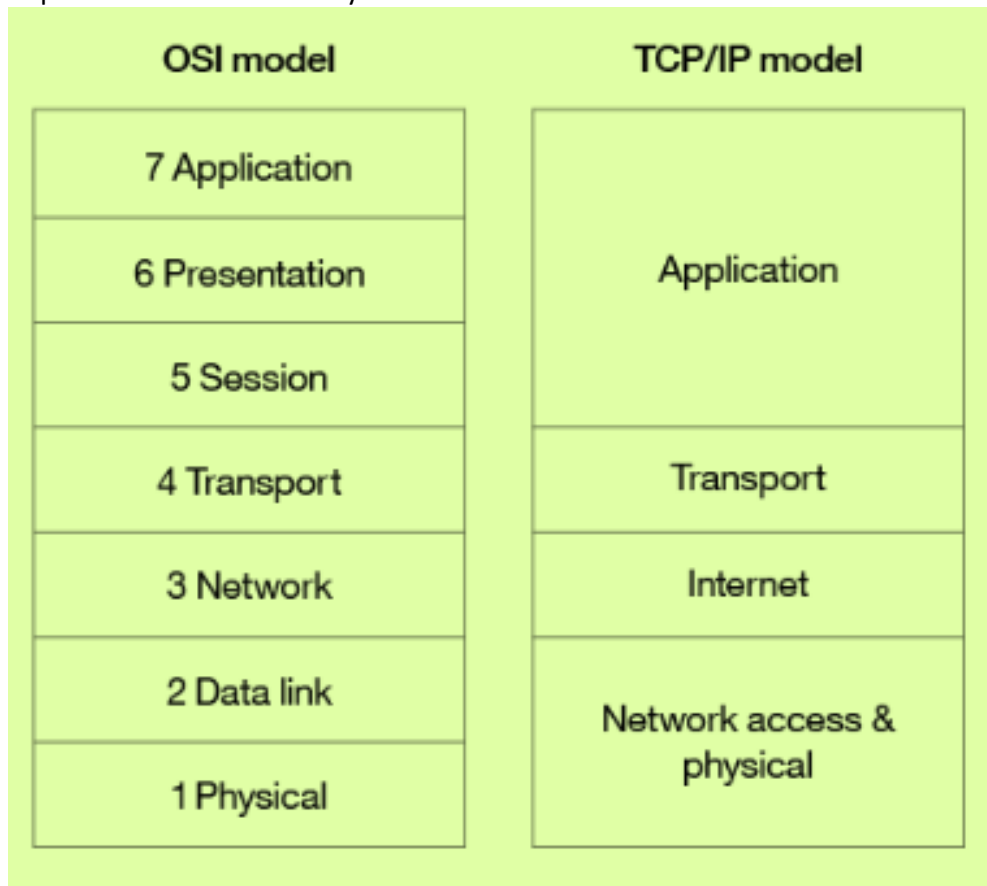 OSI model
7 Application
6 Presentation
5 Session
4 Transport
3 Network
2 Data link
1 Physical
TCP/IP model
Application
Transport
Internet
Network access &
physical